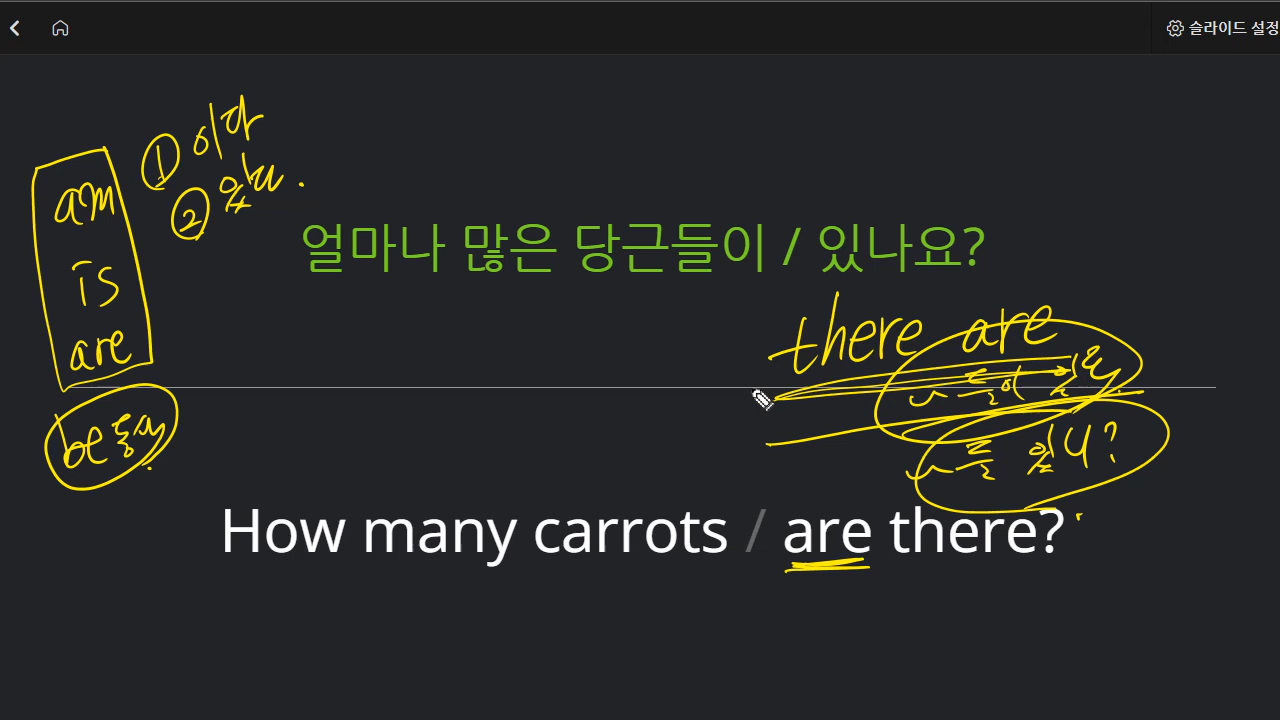 슬라이드 설정
① 이다
② 있다.
am
is
are
be동사
얼마나 많은 당근들이 / 있나요?
there are
~들이 있다
~들 있니?
How many carrots / are there?